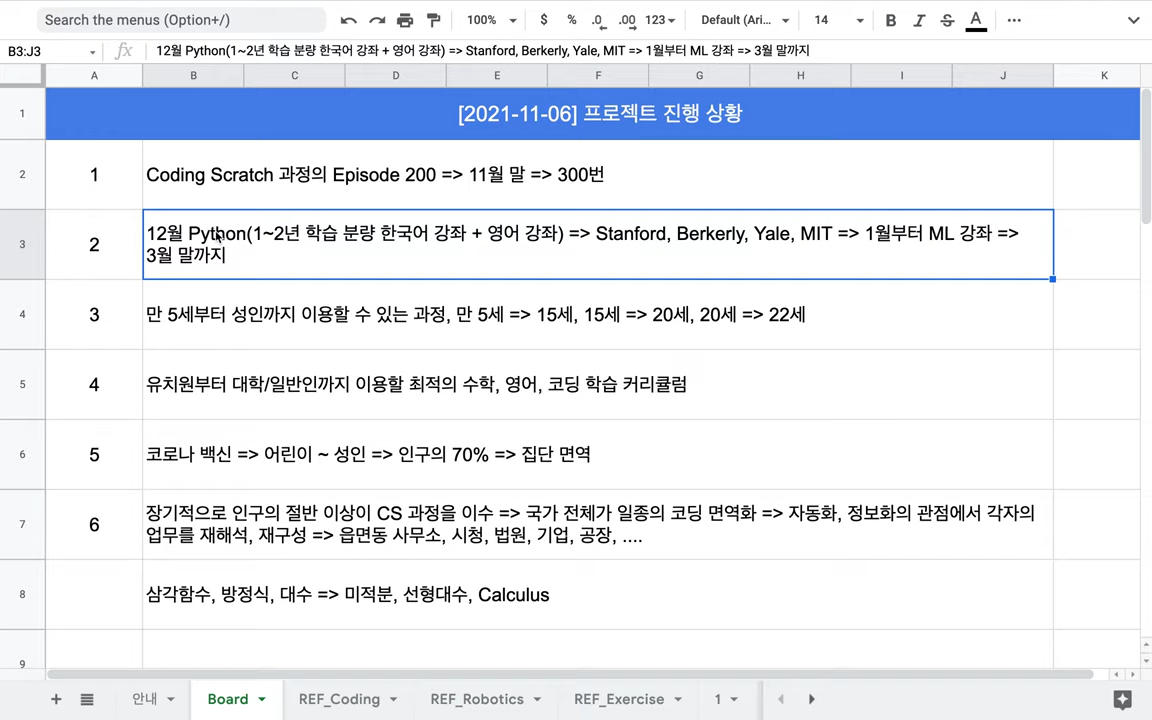 Search the menus (Option+/)
100%
$ % .0 .00 123
Default (Ari...
14
B I S A
B3:J3
fx
12월 Python(1~2년 학습 분량 한국어 강좌 + 영어 강좌) => Stanford, Berkerly, Yale, MIT => 1월부터 ML 강좌 => 3월 말까지
A B C D E F G H I J K
1 [2021-11-06] 프로젝트 진행 상황
2 1 Coding Scratch 과정의 Episode 200 => 11월 말 => 300번
3 2 12월 Python(1~2년 학습 분량 한국어 강좌 + 영어 강좌) => Stanford, Berkerly, Yale, MIT => 1월부터 ML 강좌 =>
3월 말까지
4 3 만 5세부터 성인까지 이용할 수 있는 과정, 만 5세 => 15세, 15세 => 20세, 20세 => 22세
5 4 유치원부터 대학/일반인까지 이용할 최적의 수학, 영어, 코딩 학습 커리큘럼
6 5 코로나 백신 => 어린이 ~ 성인 => 인구의 70% => 집단 면역
7 6 장기적으로 인구의 절반 이상이 CS 과정을 이수 => 국가 전체가 일종의 코딩 면역화 => 자동화, 정보화의 관점에서 각자의
업무를 재해석, 재구성 => 읍면동 사무소, 시청, 법원, 기업, 공장, ....
8 삼각함수, 방정식, 대수 => 미적분, 선형대수, Calculus
9
안내 Board REF_Coding REF_Robotics REF_Exercise 1